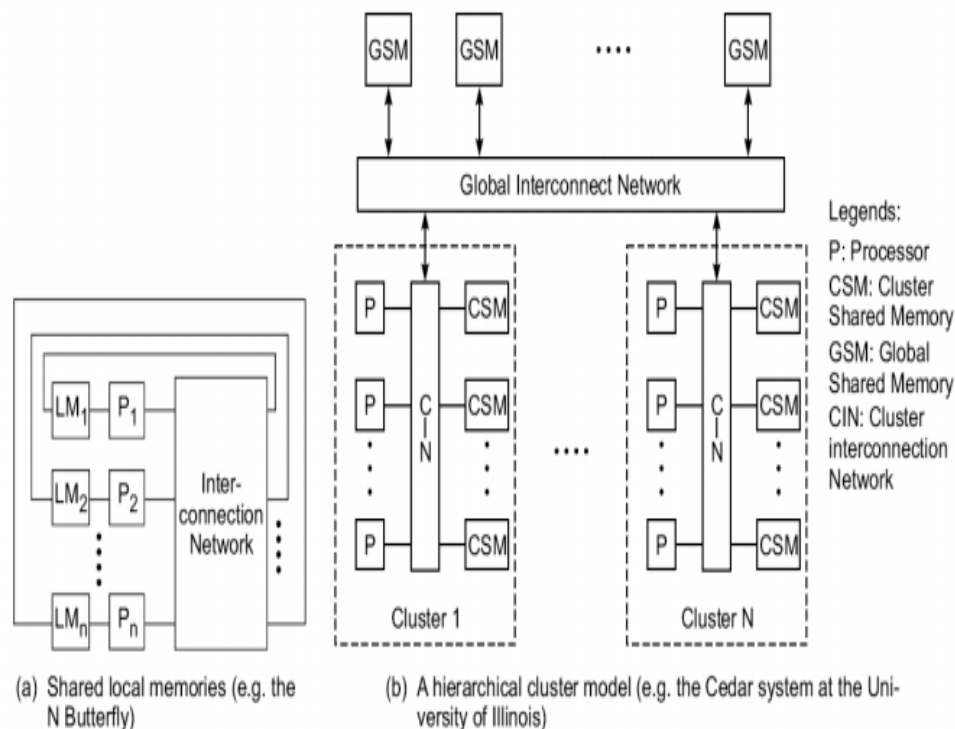 GSM GSM GSM
Global Interconnect Network
Legends:
P: Processor
CSM: Cluster
Shared Memory
GSM: Global
Shared Memory
CIN: Cluster
interconnection
Network
LM1 P1
LM2 P2
LMn Pn
Inter-
connection
Network
P CSM
P CSM
P CSM
C
I
N
Cluster 1
P CSM
P CSM
P CSM
C
I
N
Cluster N
(a) Shared local memories (e.g. the
N Butterfly)
(b) A hierarchical cluster model (e.g. the Cedar system at the Uni-
versity of Illinois)